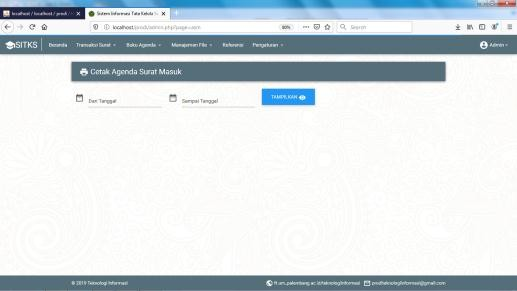 localhost / localhost / prodi /
Sistem Informasi Tata Kelola Su
localhost/prodi/admin.php?page=asm
80%
Search
SITKS
Beranda
Transaksi Surat
Buku Agenda
Manajemen File
Referensi
Pengaturan
Admin
Cetak Agenda Surat Masuk
Dari Tanggal
Sampai Tanggal
TAMPILKAN
© 2019 Teknologi Informasi
ft.um_palembang.ac.id/teknologiinformasi
proditeknologiinformasi@gmail.com